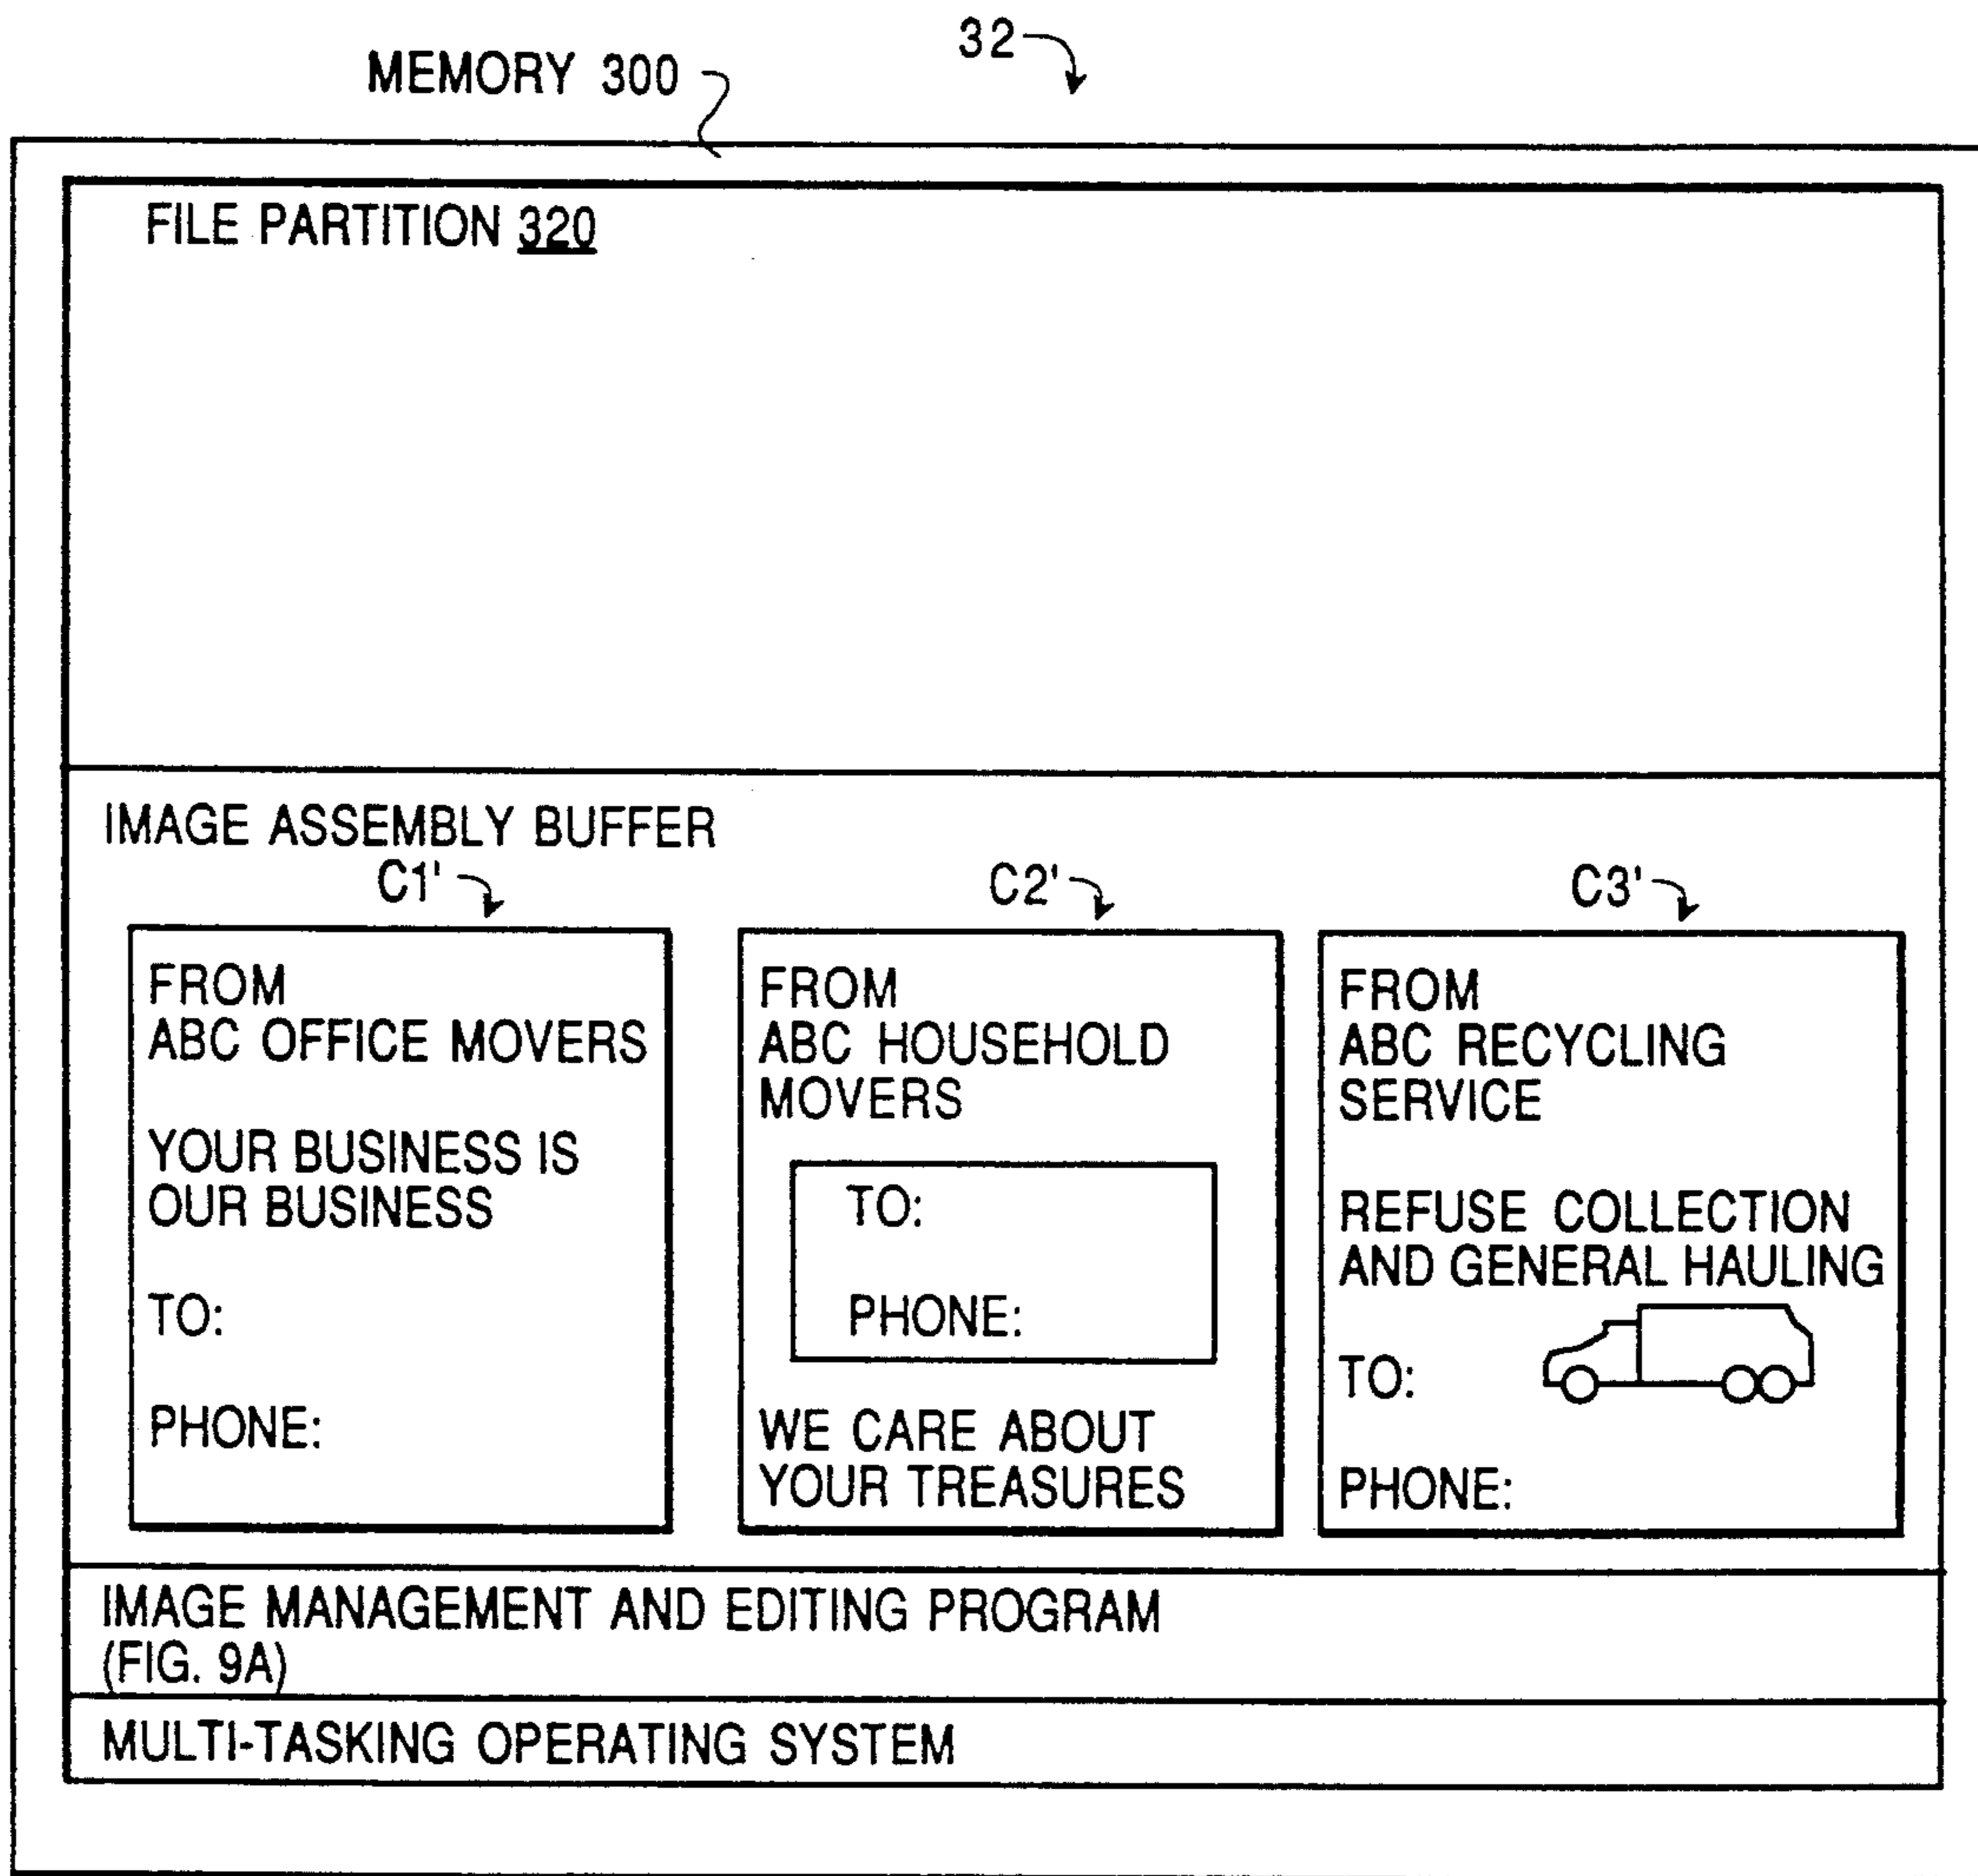 32
MEMORY 300
FILE PARTITION 320
IMAGE ASSEMBLY BUFFER
C1'
FROM
ABC OFFICE MOVERS
YOUR BUSINESS IS
OUR BUSINESS
TO:
PHONE:
C2'
FROM
ABC HOUSEHOLD
MOVERS
TO:
PHONE:
WE CARE ABOUT
YOUR TREASURES
C3'
FROM
ABC RECYCLING
SERVICE
REFUSE COLLECTION
AND GENERAL HAULING
TO:
PHONE:
IMAGE MANAGEMENT AND EDITING PROGRAM
(FIG. 9A)
MULTI-TASKING OPERATING SYSTEM